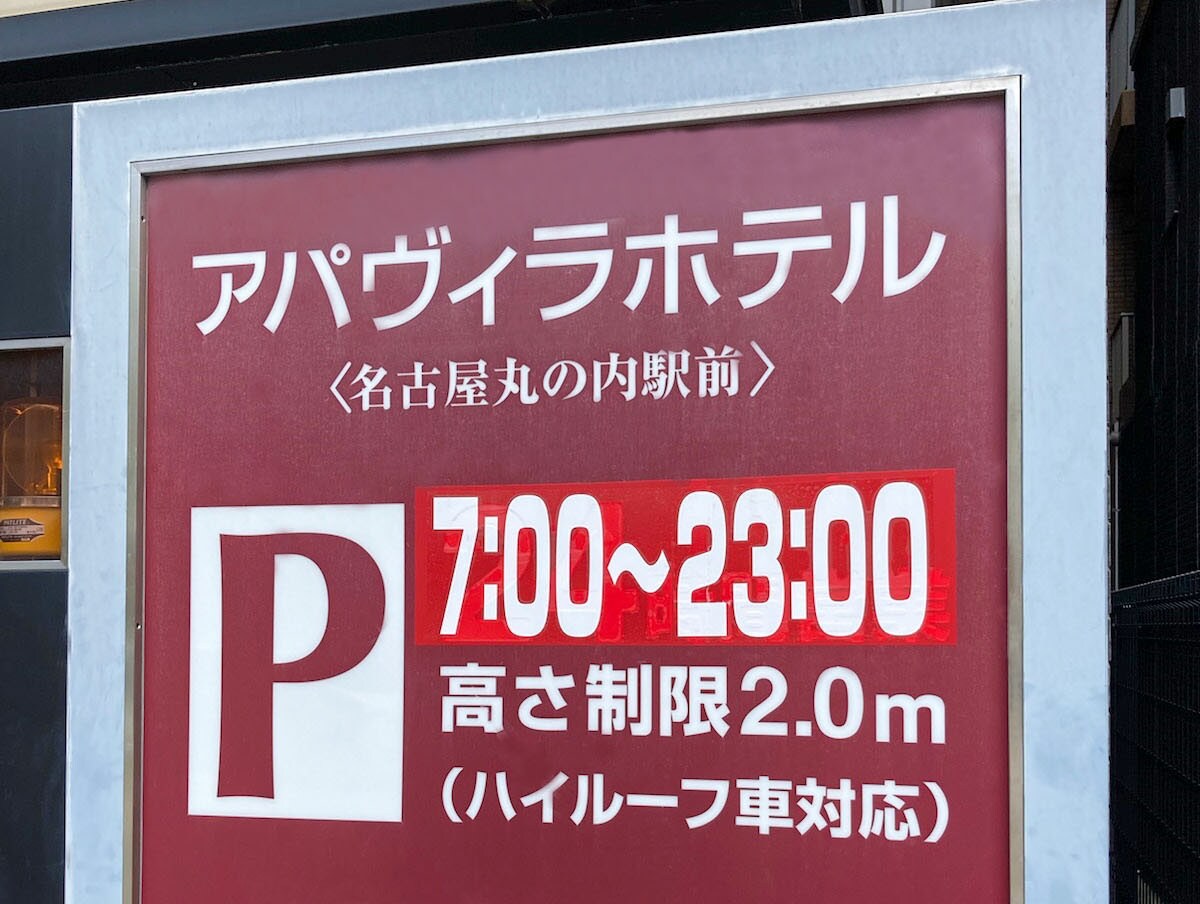 アパヴィラホテル
〈名古屋丸の内駅前〉
P
7:00〜23:00
高さ制限2.0m
（ハイルーフ車対応）
PATLITE